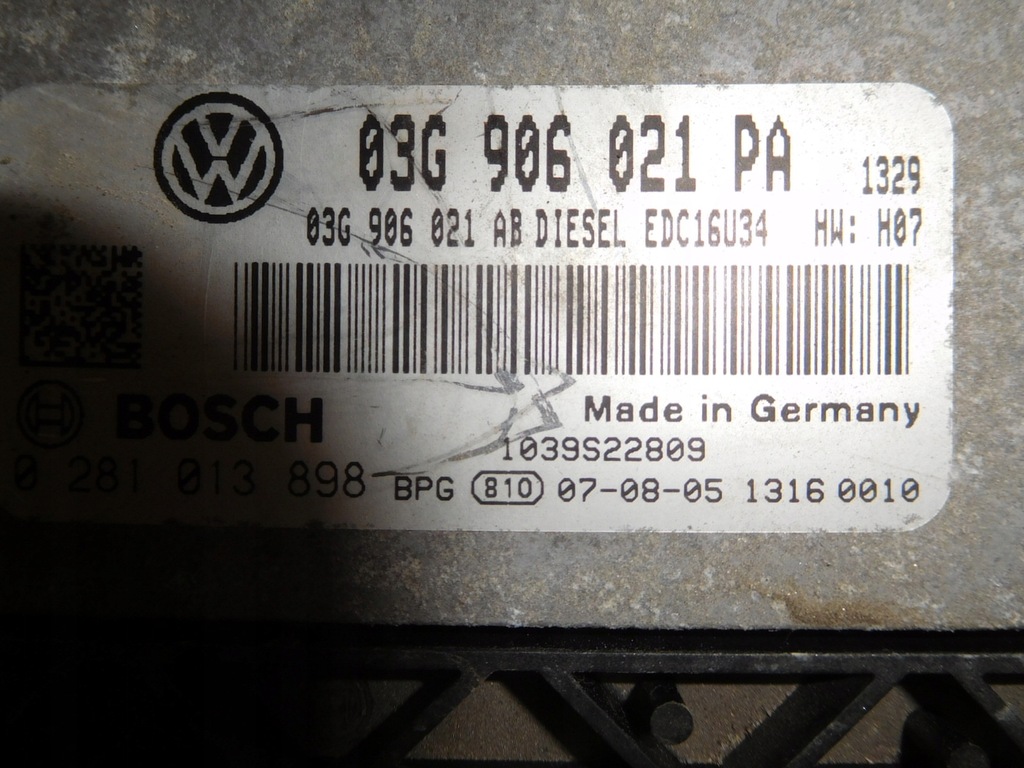 03G 906 021 PA 1329
03G 906 021 AB DIESEL EDC16U34 HW: H07
BOSCH Made in Germany
1039S22809
0 281 013 898 BPG 810 07-08-05 1316 0010